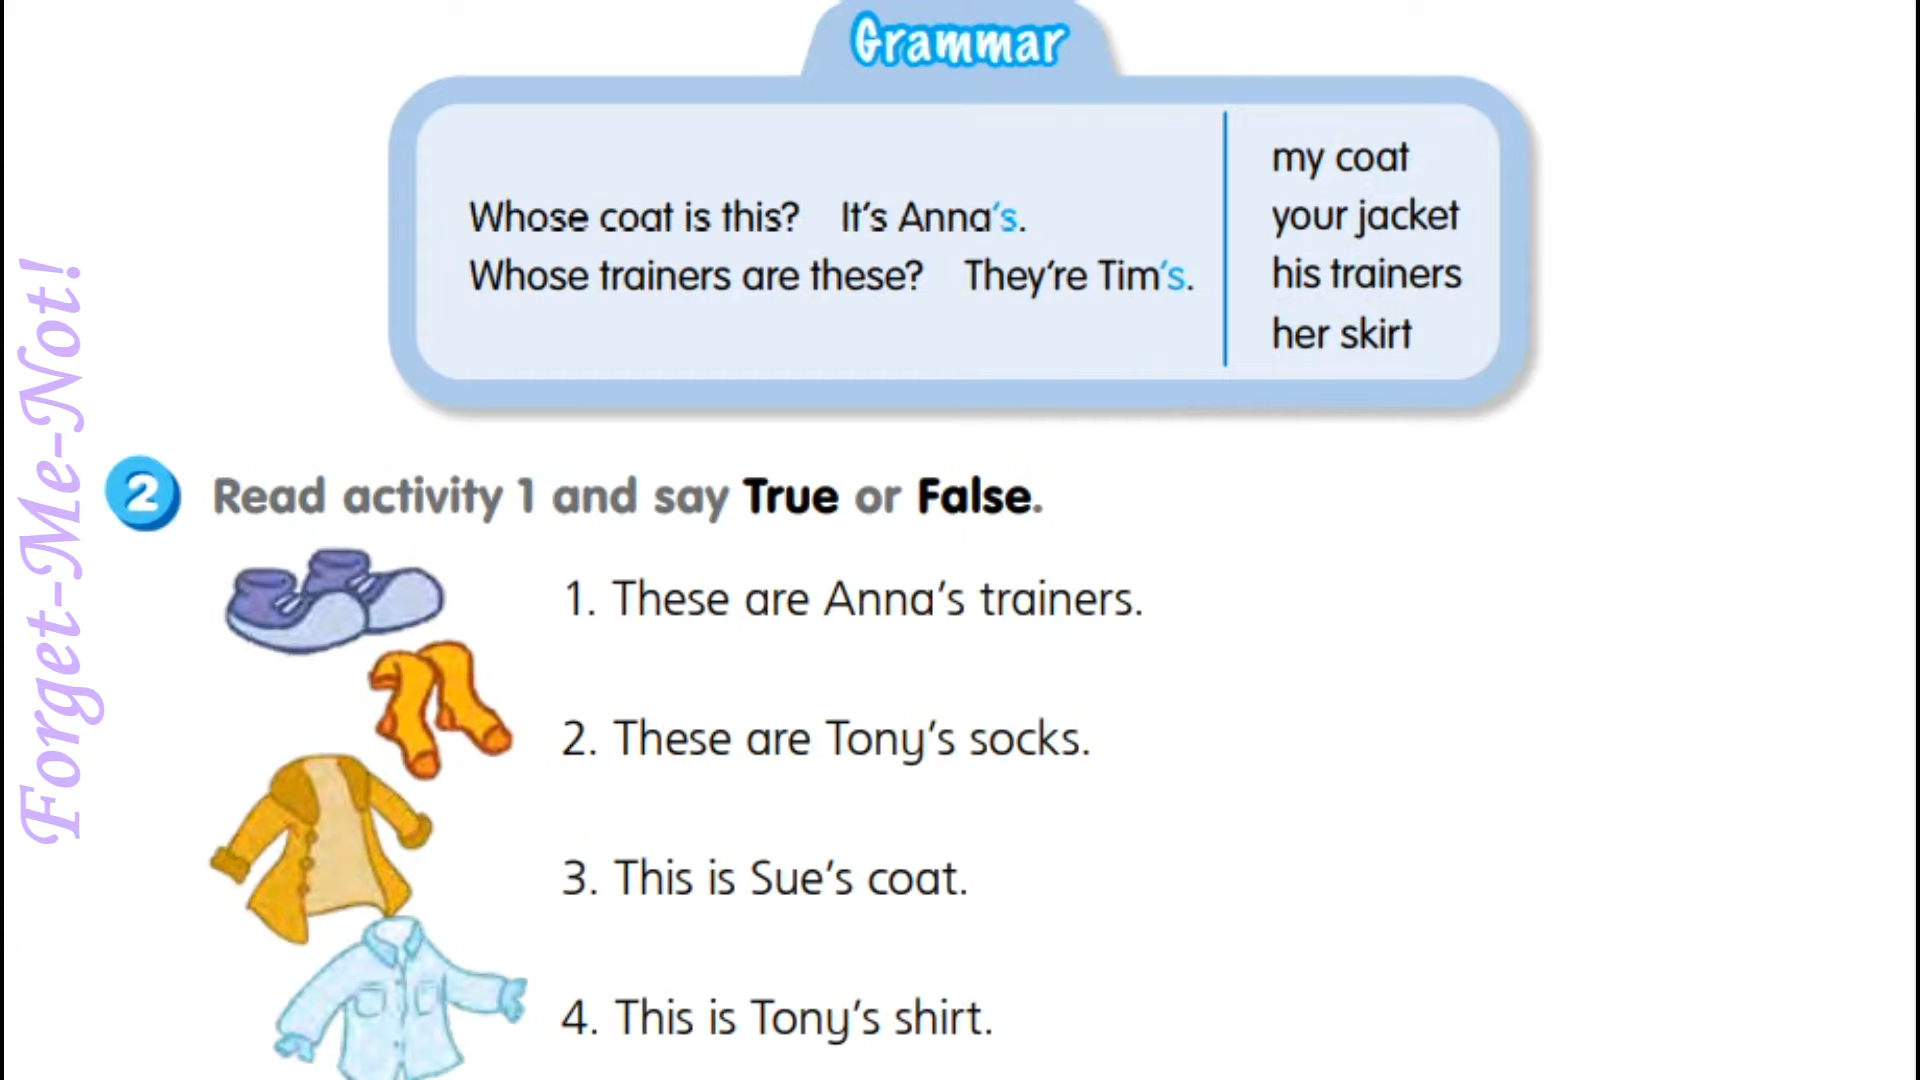 Grammar
Whose coat is this? It's Anna's.
Whose trainers are these? They're Tim's.
my coat
your jacket
his trainers
her skirt
Forget-Me-Not!
2 Read activity 1 and say True or False.
1. These are Anna's trainers.
2. These are Tony's socks.
3. This is Sue's coat.
4. This is Tony's shirt.